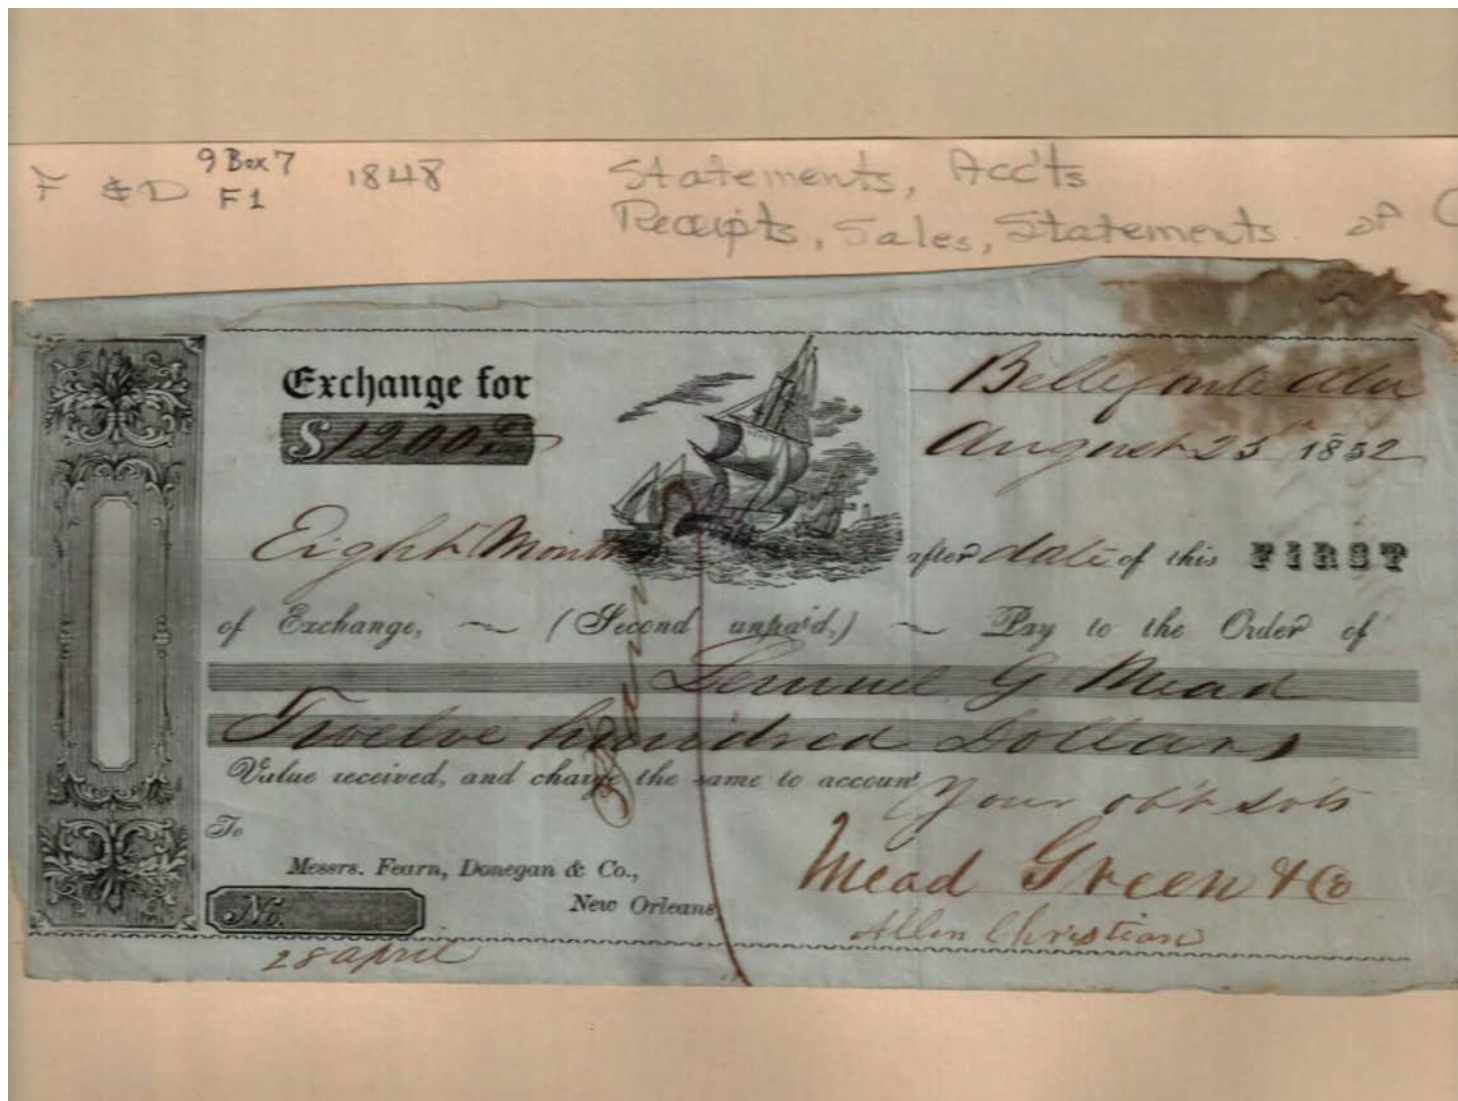 F & D 9 Box 7 1848 Statements, Acc'ts
F1 Receipts, Sales, Statements of C
Exchange for
$1200
Bellefonte Ala
August 25 1852
Eight Months after date of this FIRST
of Exchange, (Second unpaid,) Pay to the Order of
Lemuel G Mead
Twelve hundred Dollars
Value received, and charge the same to account
Your obt svts
To
Mead Green & Co
Messrs. Fearn, Donegan & Co.,
New Orleans,
No.
Allen Christian
28 april